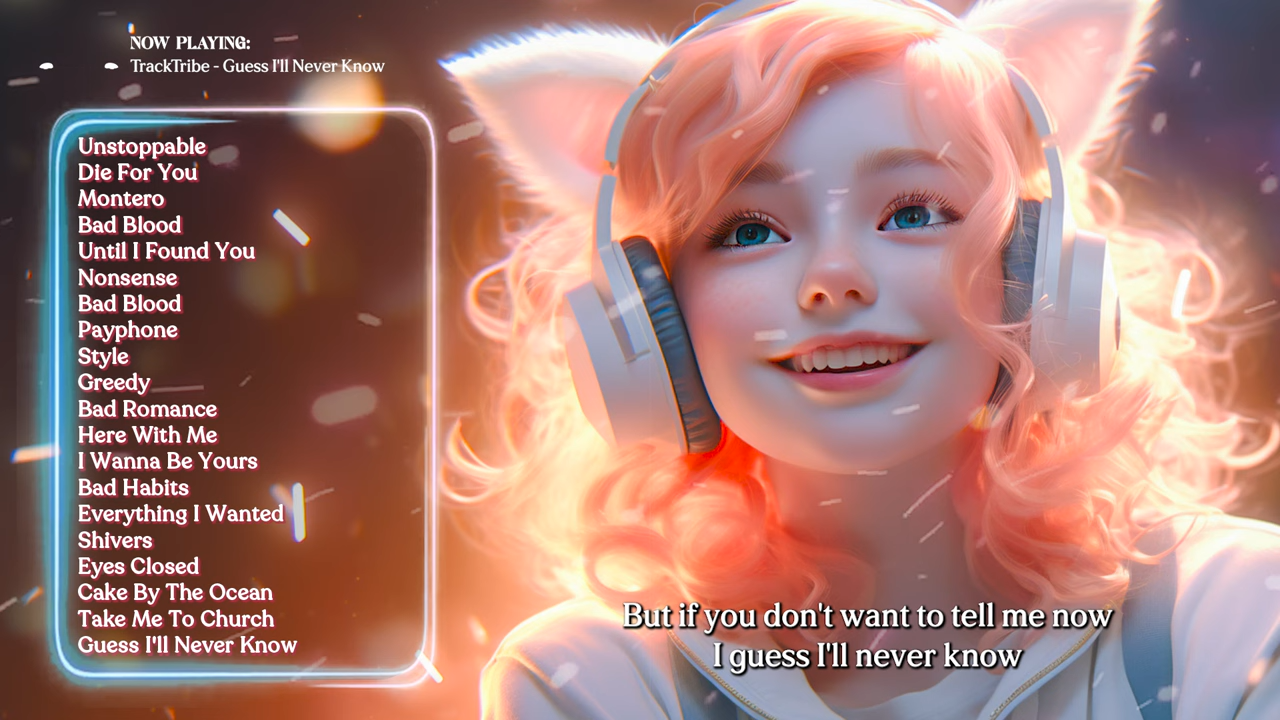 NOW PLAYING:
TrackTribe - Guess I'll Never Know
Unstoppable
Die For You
Montero
Bad Blood
Until I Found You
Nonsense
Bad Blood
Payphone
Style
Greedy
Bad Romance
Here With Me
I Wanna Be Yours
Bad Habits
Everything I Wanted
Shivers
Eyes Closed
Cake By The Ocean
Take Me To Church
Guess I'll Never Know
But if you don't want to tell me now
I guess I'll never know